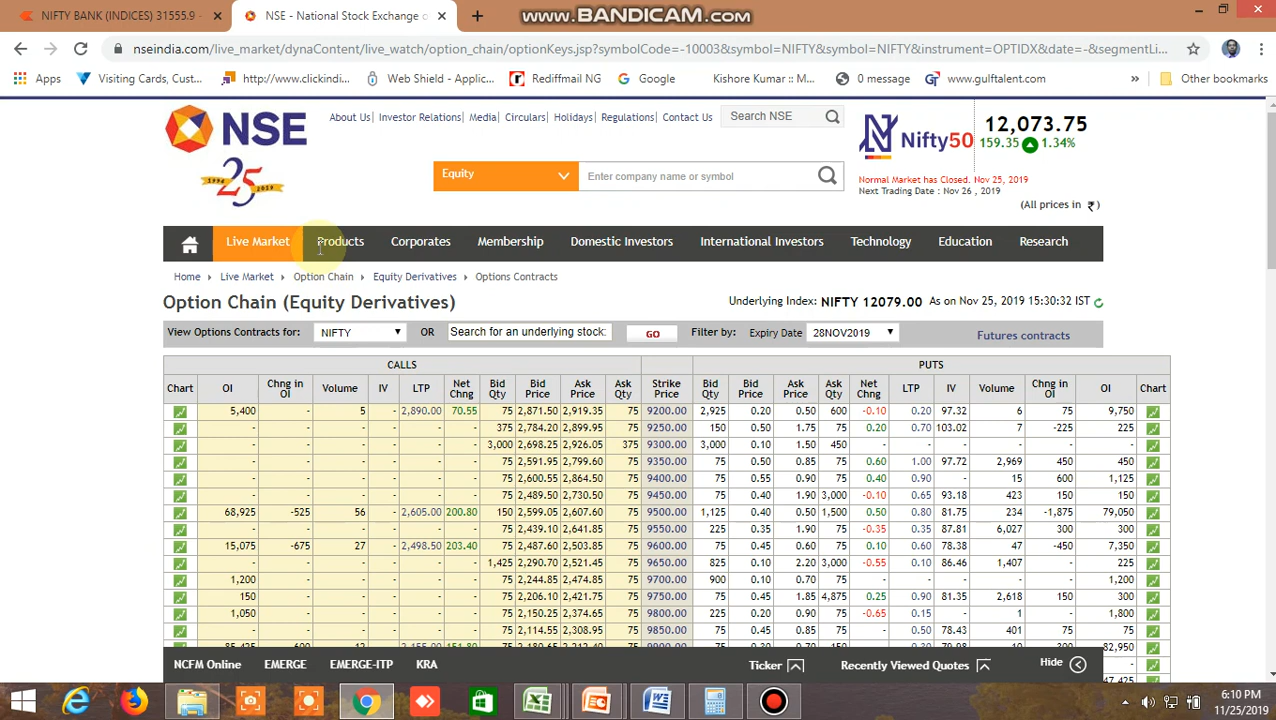 NIFTY BANK (INDICES) 31555.9 -
NSE - National Stock Exchange o
www.BANDICAM.com
nseindia.com/live_market/dynaContent/live_watch/option_chain/optionKeys.jsp?symbolCode=-10003&symbol=NIFTY&symbol=NIFTY&instrument=OPTIDX&date=-&segmentLi...
Apps Visiting Cards, Cust... http://www.clickindi... Web Shield - Applic... Rediffmail NG Google Kishore Kumar :: M... 0 message www.gulftalent.com » Other bookmarks
NSE
1994 25 2019
About Us| Investor Relations| Media| Circulars| Holidays| Regulations| Contact Us
Search NSE
Equity
Enter company name or symbol
Nifty50
12,073.75
159.35 1.34%
Normal Market has Closed. Nov 25, 2019
Next Trading Date : Nov 26 , 2019
(All prices in ₹)
Live Market Products Corporates Membership Domestic Investors International Investors Technology Education Research
Home Live Market Option Chain Equity Derivatives Options Contracts
Option Chain (Equity Derivatives)
Underlying Index: NIFTY 12079.00 As on Nov 25, 2019 15:30:32 IST
View Options Contracts for: NIFTY OR Search for an underlying stock: GO Filter by: Expiry Date 28NOV2019 Futures contracts
CALLS PUTS
Chart OI Chng in OI Volume IV LTP Net Chng Bid Qty Bid Price Ask Price Ask Qty Strike Price Bid Qty Bid Price Ask Price Ask Qty Net Chng LTP IV Volume Chng in OI OI Chart
5,400 - 5 - 2,890.00 70.55 75 2,871.50 2,919.35 75 9200.00 2,925 0.20 0.50 600 -0.10 0.20 97.32 6 75 9,750
- - - - - - 375 2,784.20 2,899.95 75 9250.00 150 0.50 1.75 75 0.20 0.70 103.02 7 -225 225
- - - - - - 3,000 2,698.25 2,926.05 375 9300.00 3,000 0.10 1.50 450 - - - - - -
- - - - - - 75 2,591.95 2,799.60 75 9350.00 75 0.50 0.85 75 0.60 1.00 97.72 2,969 450 450
- - - - - - 75 2,600.55 2,864.50 75 9400.00 75 0.55 0.90 75 0.40 0.90 - 15 600 1,125
- - - - - - 75 2,489.50 2,730.50 75 9450.00 75 0.40 1.90 3,000 -0.10 0.65 93.18 423 150 150
68,925 -525 56 - 2,605.00 200.80 150 2,599.05 2,607.60 75 9500.00 1,125 0.40 0.50 1,500 0.50 0.80 81.75 234 -1,875 79,050
- - - - - - 75 2,439.10 2,641.85 75 9550.00 225 0.35 1.90 75 -0.35 0.35 87.81 6,027 300 300
15,075 -675 27 - 2,498.50 203.40 75 2,487.60 2,503.85 75 9600.00 75 0.45 0.60 75 0.10 0.60 78.38 47 -450 7,350
- - - - - - 1,425 2,290.70 2,521.45 75 9650.00 825 0.10 2.20 3,000 -0.55 0.10 86.46 1,407 - 225
1,200 - - - - - 75 2,244.85 2,474.85 75 9700.00 900 0.10 0.70 75 - - - - - 1,200
150 - - - - - 75 2,206.10 2,421.75 75 9750.00 75 0.45 1.85 4,875 0.25 0.90 81.35 2,618 150 300
1,050 - - - - - 75 2,150.25 2,374.65 75 9800.00 225 0.20 0.90 75 -0.65 0.15 - 1 - 1,800
- - - - - - 75 2,114.55 2,308.95 75 9850.00 75 0.45 0.85 75 - 0.50 78.43 401 75 75
82,950
NCFM Online EMERGE EMERGE-ITP KRA Ticker Recently Viewed Quotes Hide
47,425
6:10 PM
11/25/2019